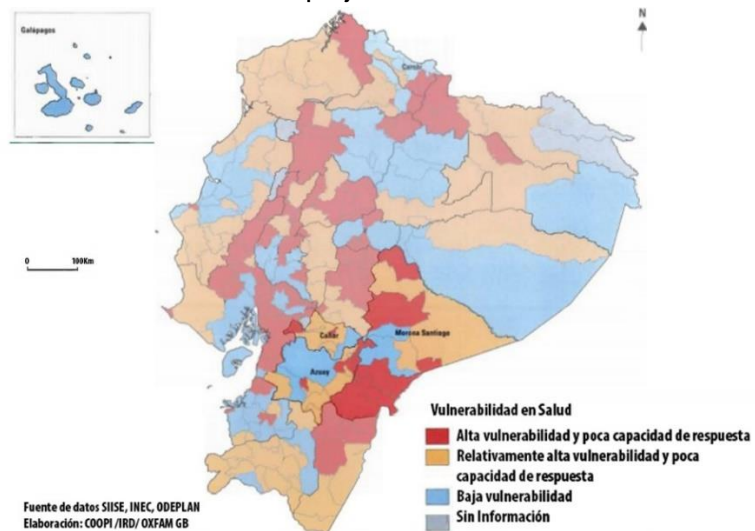 Galápagos
N
Carchi
0 100Km
Cañar
Morona Santiago
Azuay
Vulnerabilidad en Salud
Alta vulnerabilidad y poca capacidad de respuesta
Relativamente alta vulnerabilidad y poca
capacidad de respuesta
Baja vulnerabilidad
Sin Información
Fuente de datos SIISE, INEC, ODEPLAN
Elaboración: COOPI /IRD/ OXFAM GB